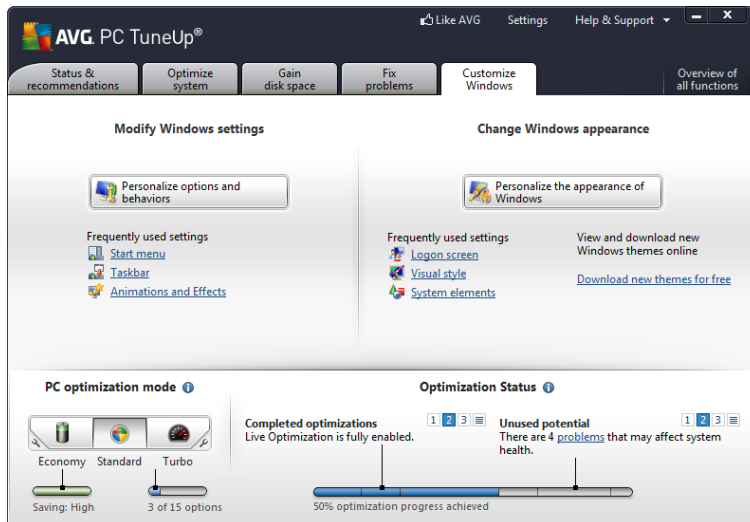 AVG. PC TuneUp®
Like AVG
Settings
Help & Support
Status &
recommendations
Optimize
system
Gain
disk space
Fix
problems
Customize
Windows
Overview of
all functions
Modify Windows settings
Personalize options and
behaviors
Frequently used settings
Start menu
Taskbar
Animations and Effects
Change Windows appearance
Personalize the appearance of
Windows
Frequently used settings
Logon screen
Visual style
System elements
View and download new
Windows themes online
Download new themes for free
PC optimization mode
Economy
Standard
Turbo
Saving: High
3 of 15 options
Optimization Status
Completed optimizations
1 2 3
Live Optimization is fully enabled.
Unused potential
1 2 3
There are 4 problems that may affect system
health.
50% optimization progress achieved